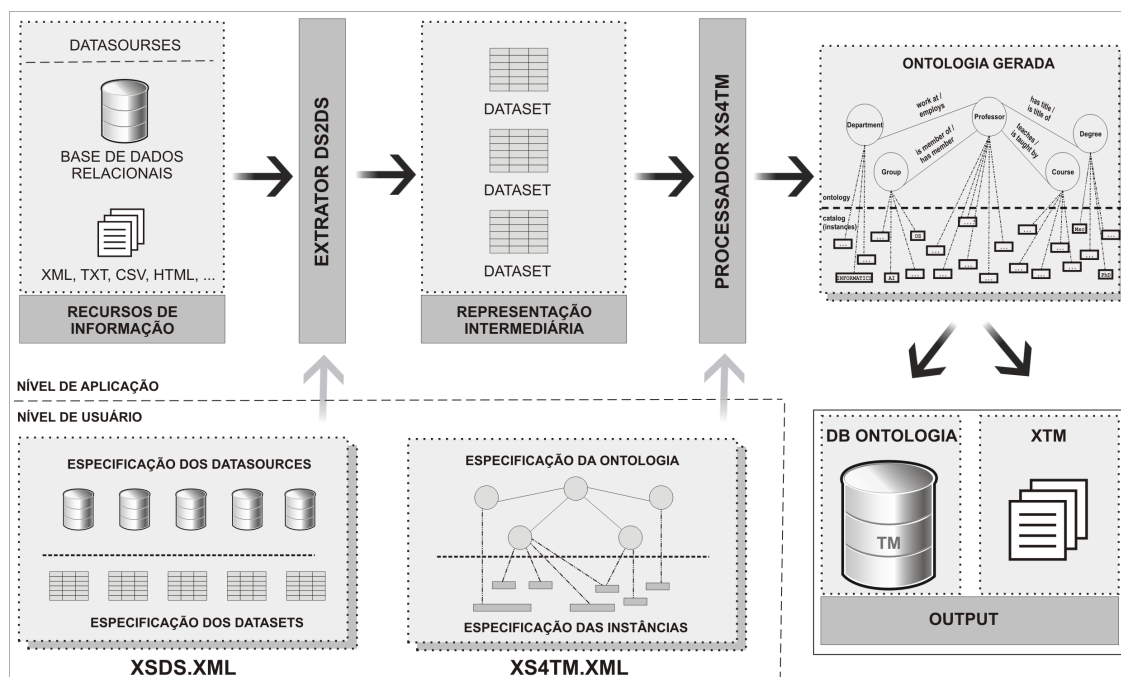 DATASOURSES
BASE DE DADOS
RELACIONAIS
XML, TXT, CSV, HTML, ...
RECURSOS DE
INFORMAÇÃO
EXTRATOR DS2DS
DATASET
DATASET
DATASET
REPRESENTAÇÃO
INTERMEDIÁRIA
PROCESSADOR XS4TM
ONTOLOGIA GERADA
work at /
employs
has title /
is title of
Department
Professor
Degree
is member of /
has member
teaches /
is taught by
Group
Course
ontology
catalog
(instances)
...
...
OS
...
...
...
...
Msc
...
...
...
...
...
INFORMATICS
AI
...
...
...
...
...
PhD
NÍVEL DE APLICAÇÃO
NÍVEL DE USUÁRIO
ESPECIFICAÇÃO DOS DATASOURCES
ESPECIFICAÇÃO DOS DATASETS
XSDS.XML
ESPECIFICAÇÃO DA ONTOLOGIA
ESPECIFICAÇÃO DAS INSTÂNCIAS
XS4TM.XML
DB ONTOLOGIA
TM
XTM
OUTPUT